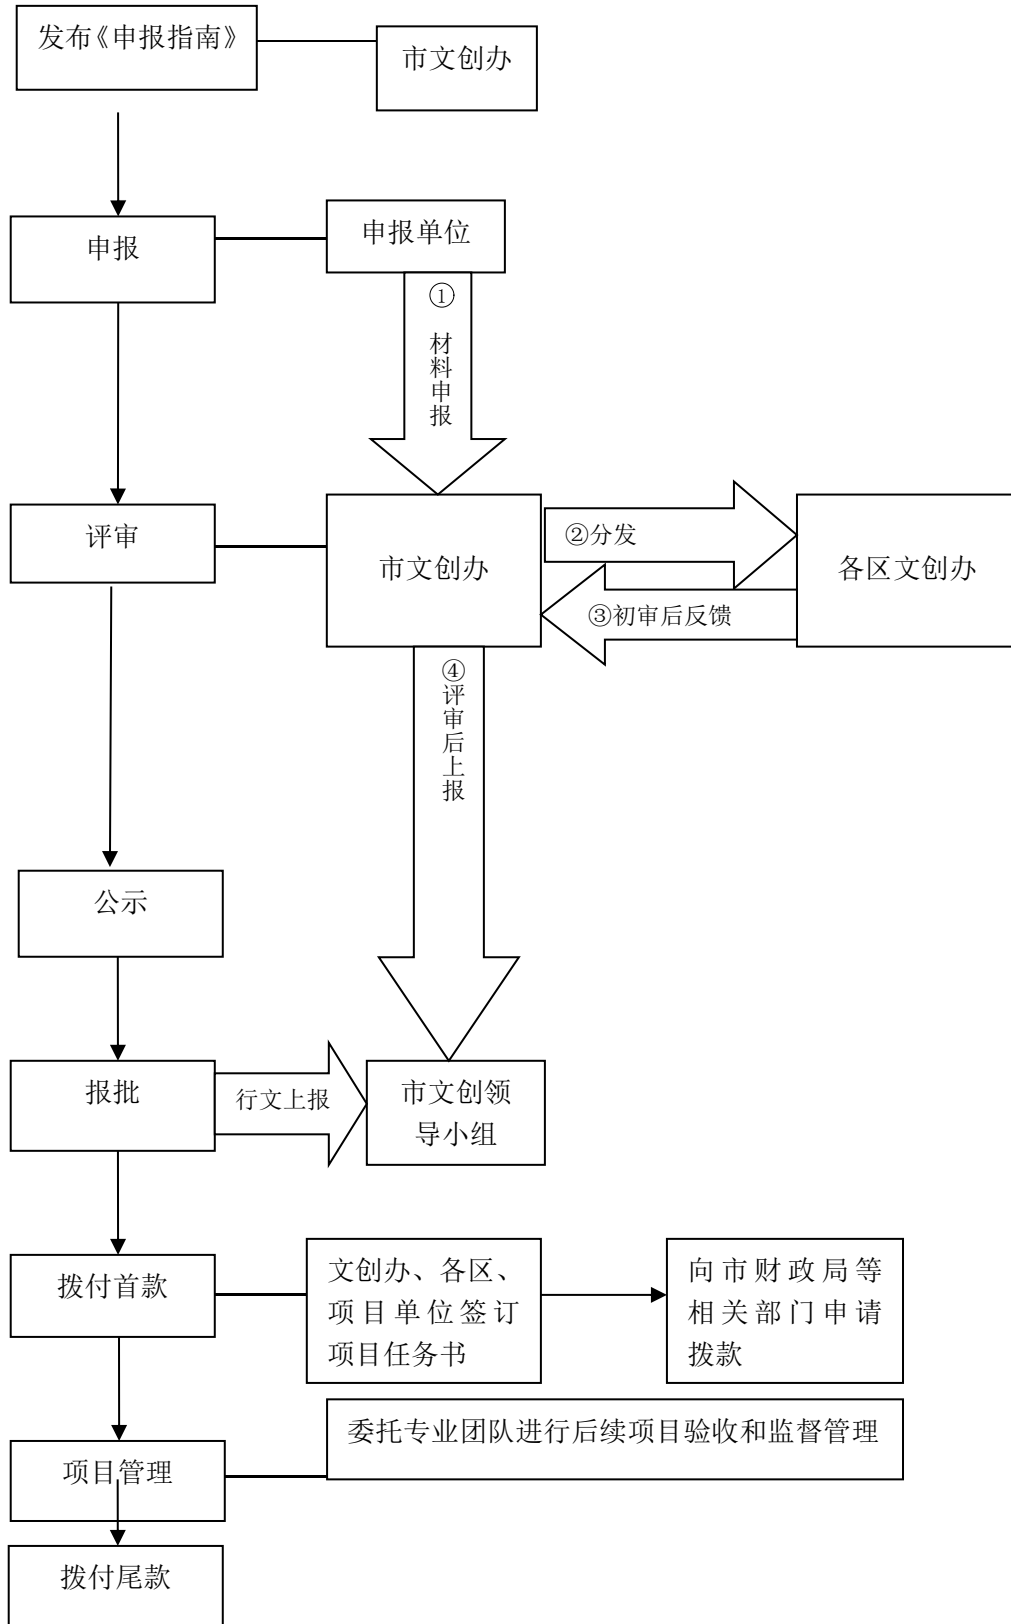 发布《申报指南》
市文创办
申报
申报单位
①
材
料
申
报
评审
市文创办
②分发
③初审后反馈
各区文创办
④
评
审
后
上
报
公示
报批
行文上报
市文创领
导小组
拨付首款
文创办、各区、
项目单位签订
项目任务书
向市财政局等
相关部门申请
拨款
委托专业团队进行后续项目验收和监督管理
项目管理
拨付尾款